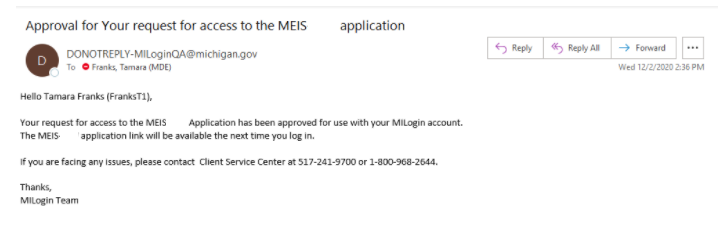 Approval for Your request for access to the MEIS application
Reply
Reply All
Forward
...
D
DONOTREPLY-MILoginQA@michigan.gov
To Franks, Tamara (MDE)
Wed 12/2/2020 2:36 PM
Hello Tamara Franks (FranksT1),
Your request for access to the MEIS Application has been approved for use with your MILogin account.
The MEIS application link will be available the next time you log in.
If you are facing any issues, please contact Client Service Center at 517-241-9700 or 1-800-968-2644.
Thanks,
MILogin Team